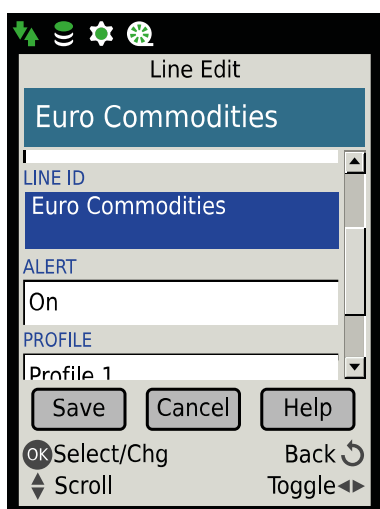 Line Edit
Euro Commodities
LINE ID
Euro Commodities
ALERT
On
PROFILE
Profile 1
Save Cancel Help
OK Select/Chg Back
Scroll Toggle